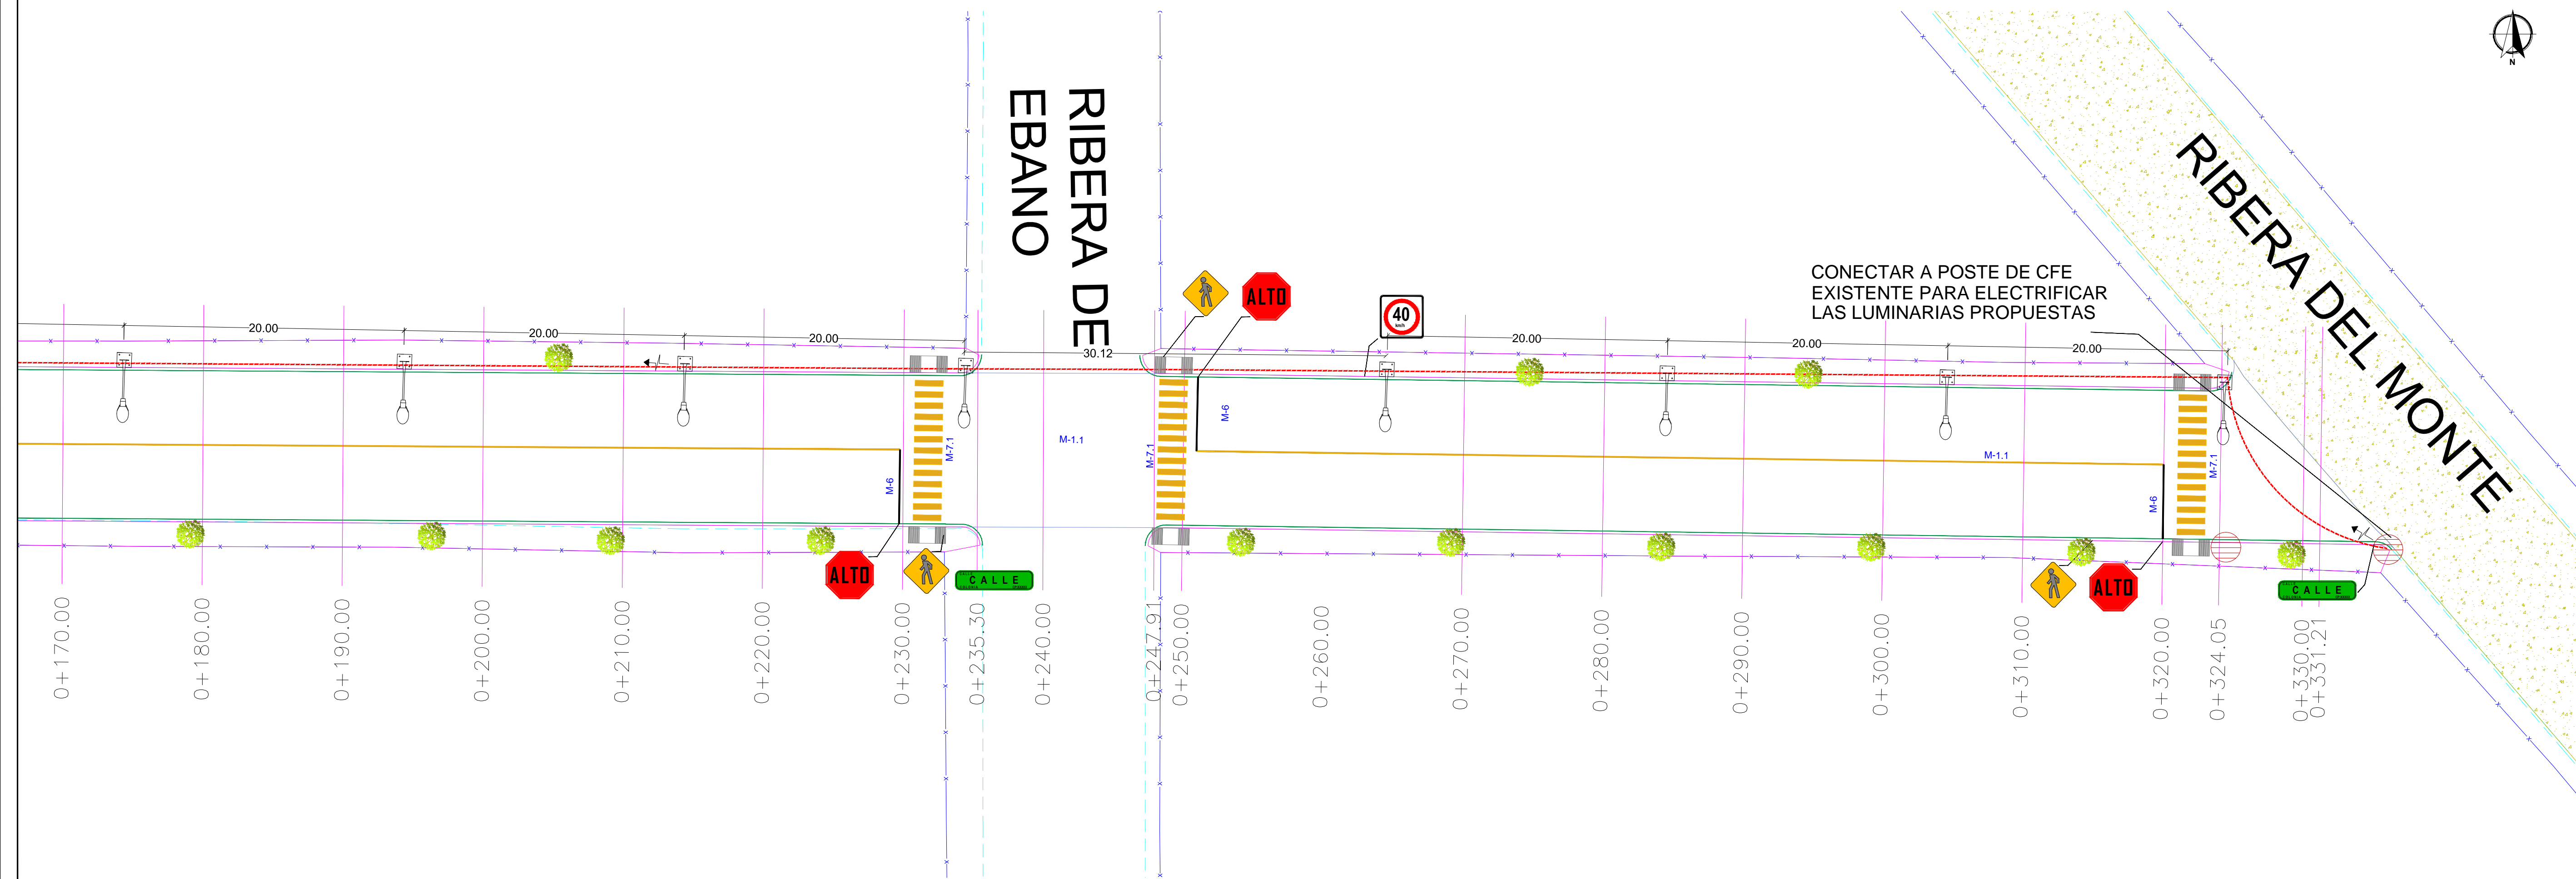 N
RIBERA DE
EBANO
RIBERA DEL MONTE
CONECTAR A POSTE DE CFE
EXISTENTE PARA ELECTRIFICAR
LAS LUMINARIAS PROPUESTAS
ALTO
40
km/h
20.00
20.00
20.00
30.12
20.00
20.00
20.00
M-6
M-7.1
M-1.1
M-7.1
M-6
M-1.1
M-6
M-7.1
ALTO
CALLE
ALTO
CALLE
0+170.00
0+180.00
0+190.00
0+200.00
0+210.00
0+220.00
0+230.00
0+235.30
0+240.00
0+247.91
0+250.00
0+260.00
0+270.00
0+280.00
0+290.00
0+300.00
0+310.00
0+320.00
0+324.05
0+330.00
0+331.21